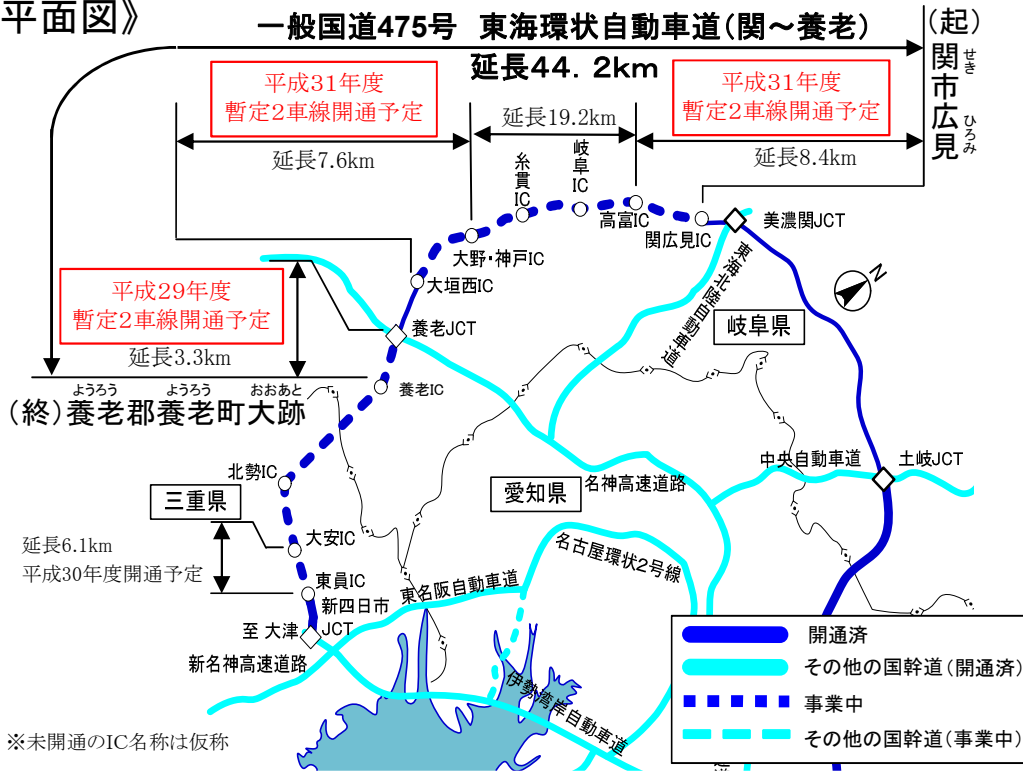 平面図》
一般国道475号 東海環状自動車道(関～養老)
延長44．2km
(起)
関市広見
せき
ひろみ
平成31年度
暫定2車線開通予定
平成31年度
暫定2車線開通予定
延長19.2km
延長7.6km
延長8.4km
糸貫IC
岐阜IC
高富IC
関広見IC
美濃関JCT
大野・神戸IC
大垣西IC
東海北陸自動車道
N
平成29年度
暫定2車線開通予定
養老JCT
岐阜県
延長3.3km
養老IC
ようろう ようろう おおあと
(終)養老郡養老町大跡
北勢IC
中央自動車道
土岐JCT
三重県
愛知県
名神高速道路
大安IC
延長6.1km
平成30年度開通予定
名古屋環状2号線
東員IC
東名阪自動車道
新四日市
JCT
至 大津
新名神高速道路
伊勢湾岸自動車道
開通済
その他の国幹道(開通済)
事業中
その他の国幹道(事業中)
※未開通のIC名称は仮称
道